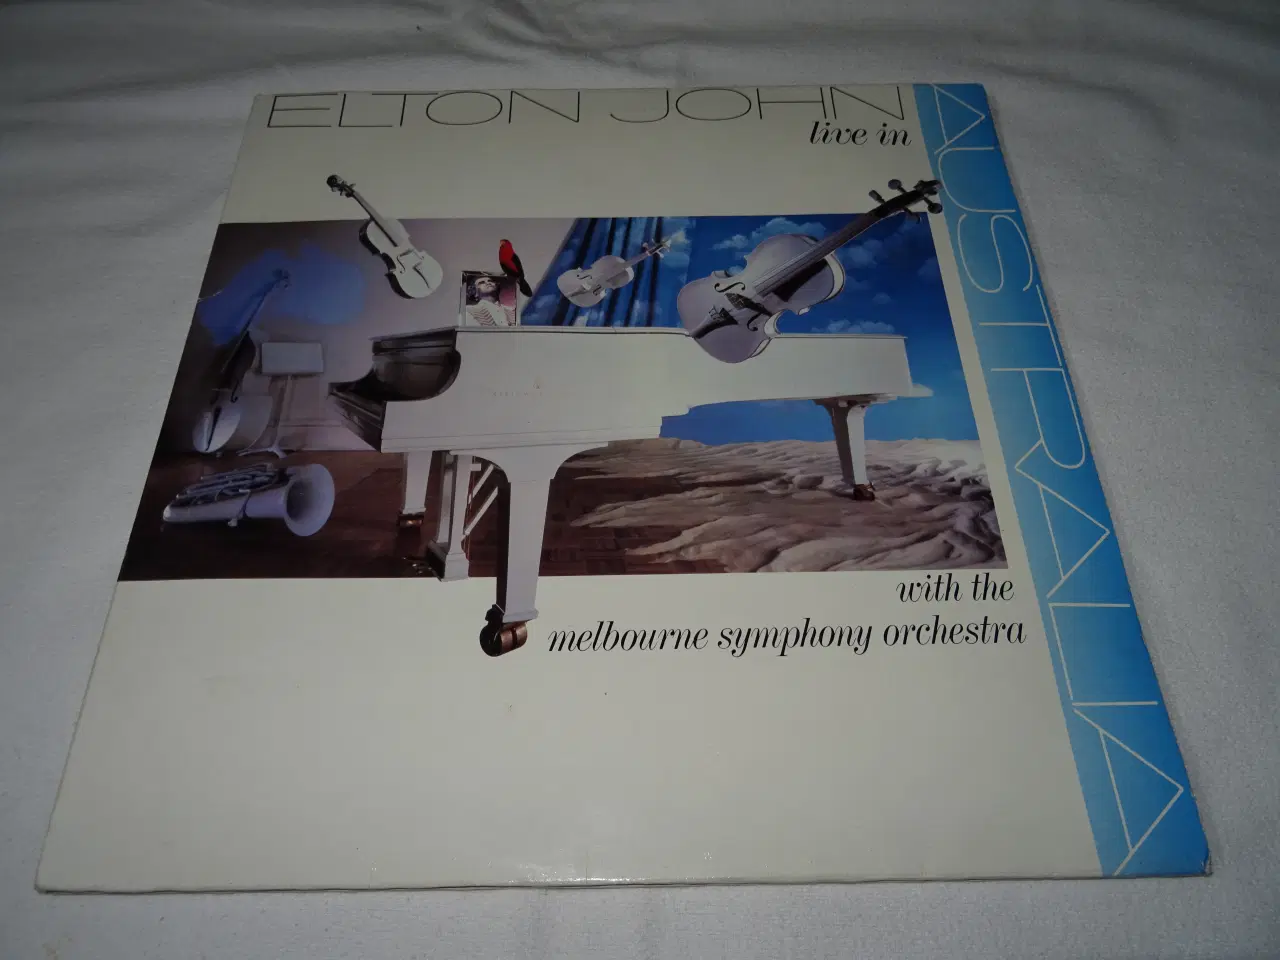 ELTON JOHN
live in
AUSTRALIA
with the
melbourne symphony orchestra